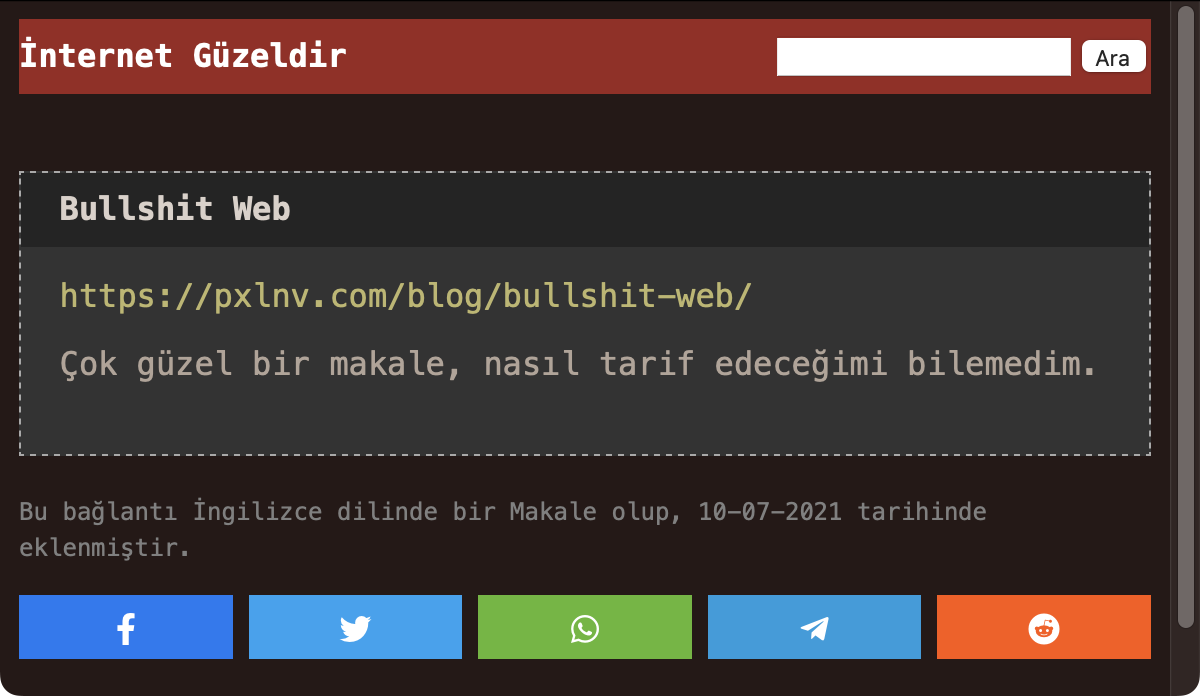 İnternet Güzeldir
Ara
Bullshit Web
https://pxlnv.com/blog/bullshit-web/
Çok güzel bir makale, nasıl tarif edeceğimi bilemedim.
Bu bağlantı İngilizce dilinde bir Makale olup, 10-07-2021 tarihinde
eklenmiştir.